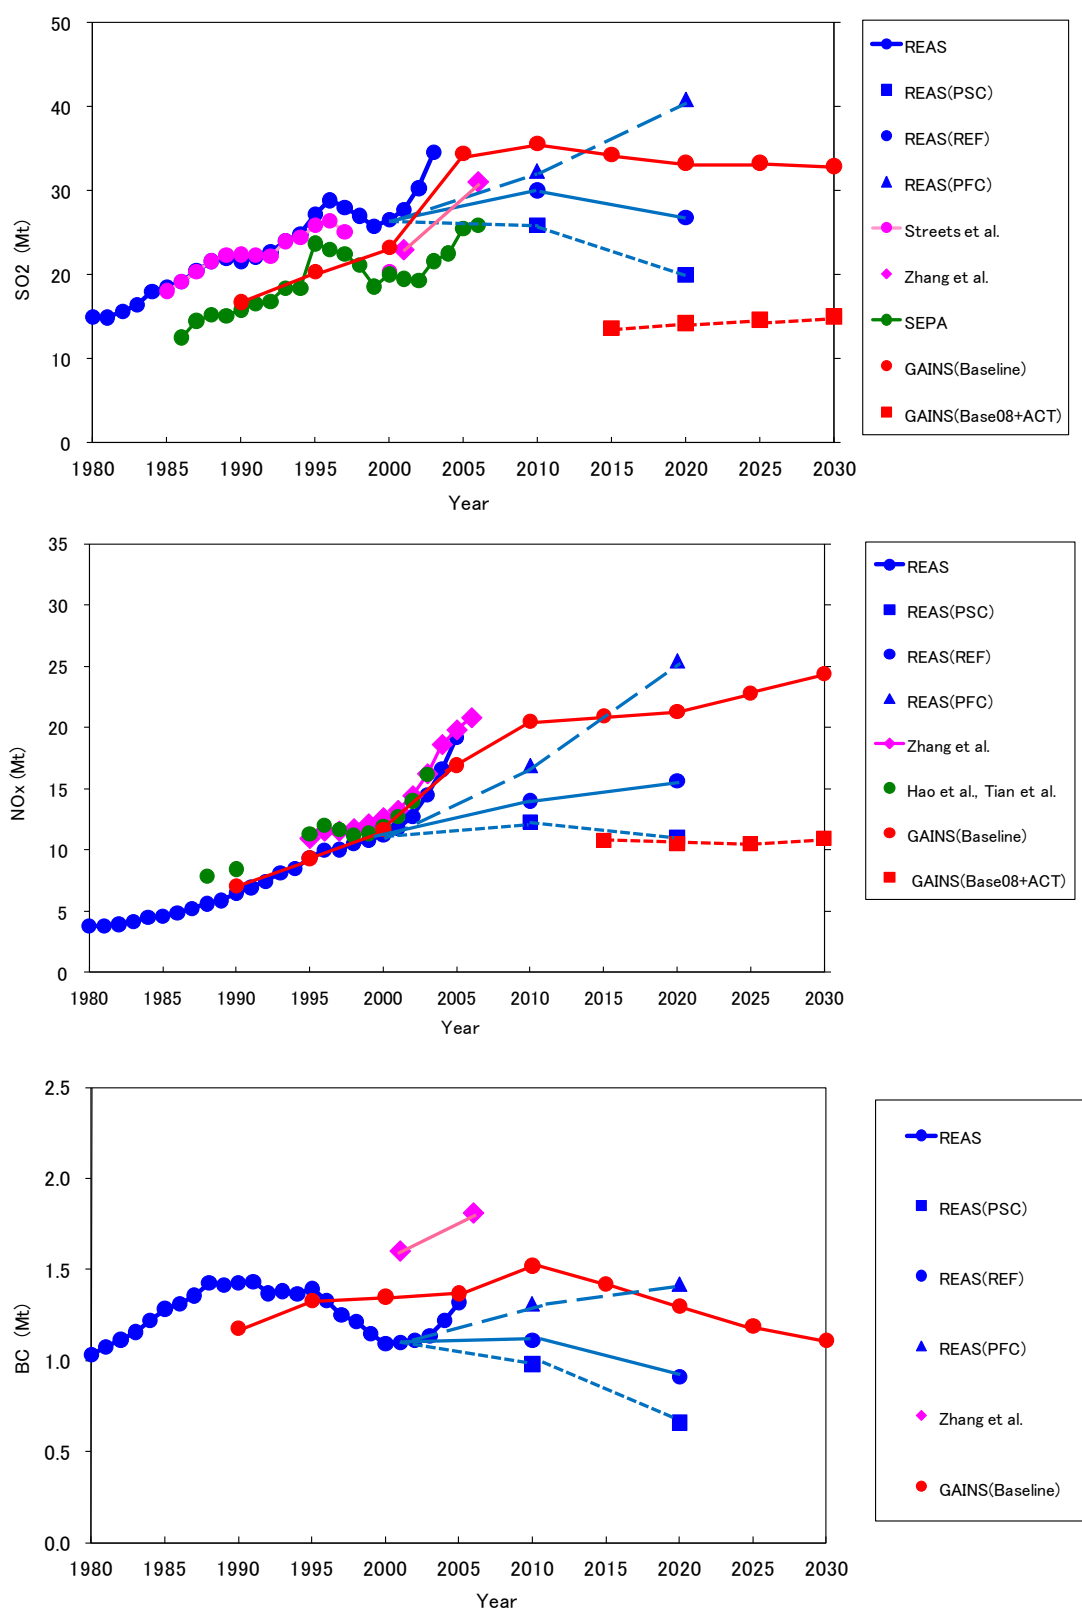 50
40
30
20
10
0
SO2 (Mt)
1980 1985 1990 1995 2000 2005 2010 2015 2020 2025 2030
Year
REAS
REAS(PSC)
REAS(REF)
REAS(PFC)
Streets et al.
Zhang et al.
SEPA
GAINS(Baseline)
GAINS(Base08+ACT)
35
30
25
20
15
10
5
0
NOx (Mt)
1980 1985 1990 1995 2000 2005 2010 2015 2020 2025 2030
Year
REAS
REAS(PSC)
REAS(REF)
REAS(PFC)
Zhang et al.
Hao et al., Tian et al.
GAINS(Baseline)
GAINS(Base08+ACT)
2.5
2.0
1.5
1.0
0.5
0.0
BC (Mt)
1980 1985 1990 1995 2000 2005 2010 2015 2020 2025 2030
Year
REAS
REAS(PSC)
REAS(REF)
REAS(PFC)
Zhang et al.
GAINS(Baseline)